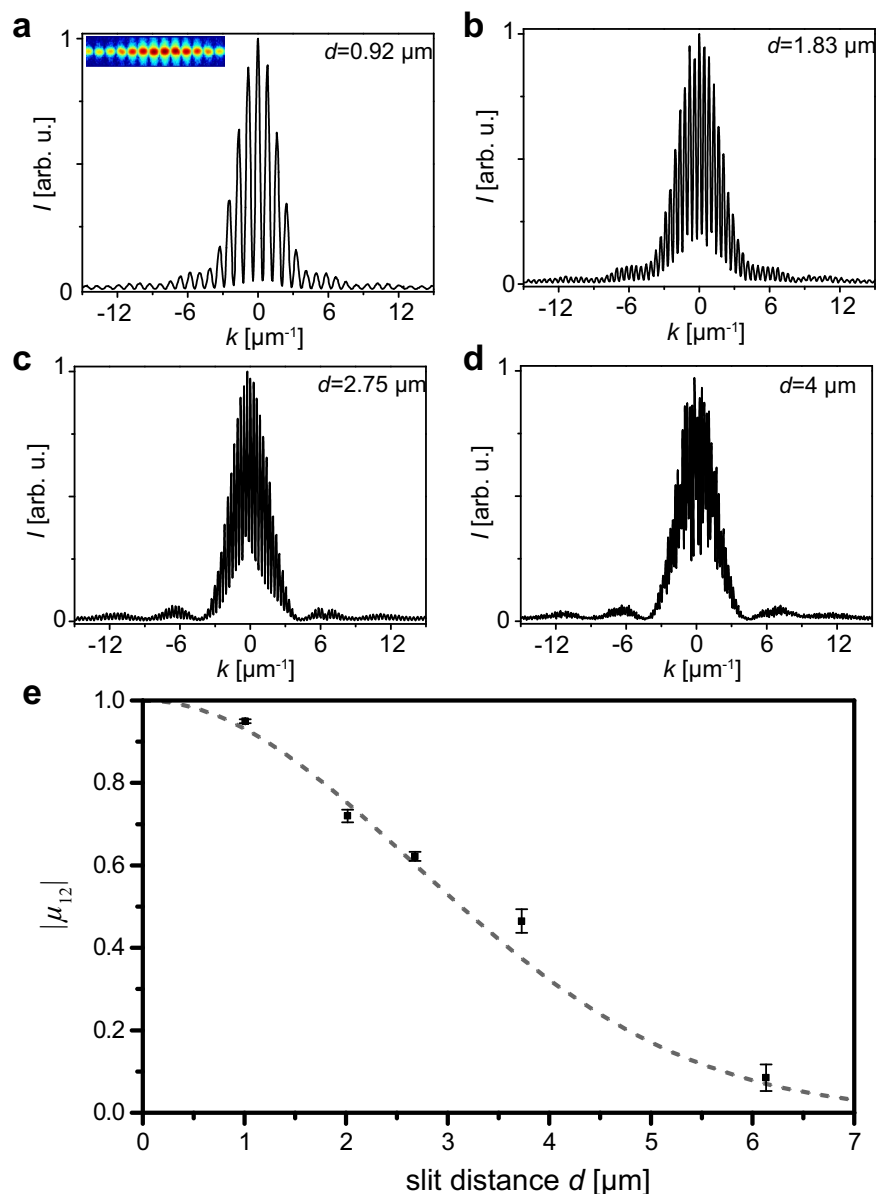 a
d=0.92 µm
1
I [arb. u.]
0
-12 -6 0 6 12
k [µm⁻¹]
b
d=1.83 µm
1
I [arb. u.]
0
-12 -6 0 6 12
k [µm⁻¹]
c
d=2.75 µm
1
I [arb. u.]
0
-12 -6 0 6 12
k [µm⁻¹]
d
d=4 µm
1
I [arb. u.]
0
-12 -6 0 6 12
k [µm⁻¹]
e
1.0
0.8
0.6
0.4
0.2
0.0
|μ₁₂|
0 1 2 3 4 5 6 7
slit distance d [µm]